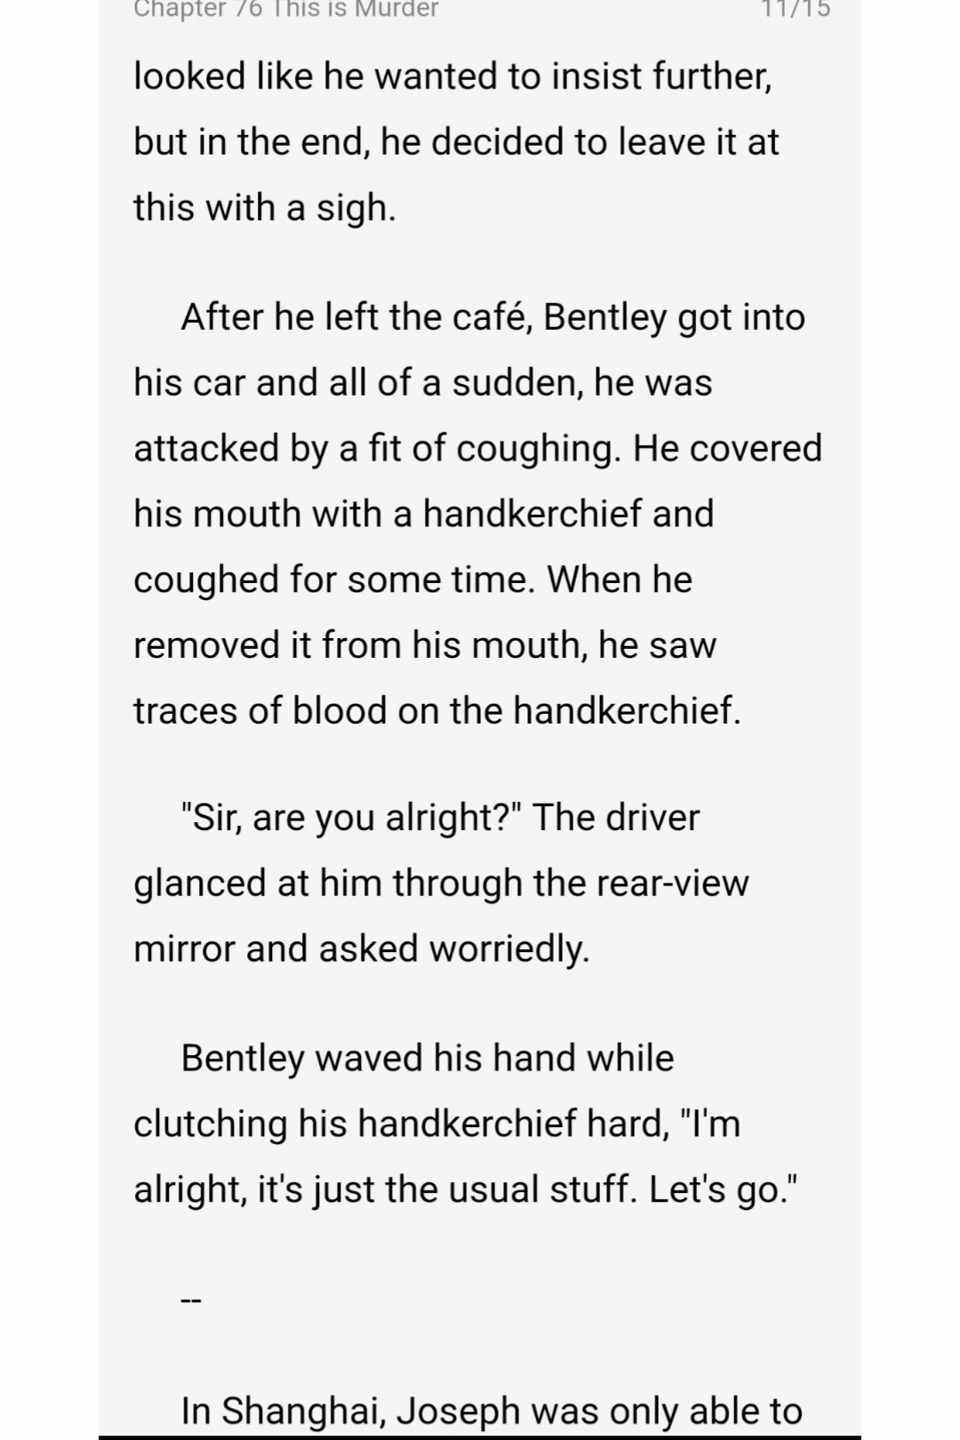 Chapter 76 This is Murder 11/15
looked like he wanted to insist further,
but in the end, he decided to leave it at
this with a sigh.
After he left the café, Bentley got into
his car and all of a sudden, he was
attacked by a fit of coughing. He covered
his mouth with a handkerchief and
coughed for some time. When he
removed it from his mouth, he saw
traces of blood on the handkerchief.
"Sir, are you alright?" The driver
glanced at him through the rear-view
mirror and asked worriedly.
Bentley waved his hand while
clutching his handkerchief hard, "I'm
alright, it's just the usual stuff. Let's go."
--
In Shanghai, Joseph was only able to